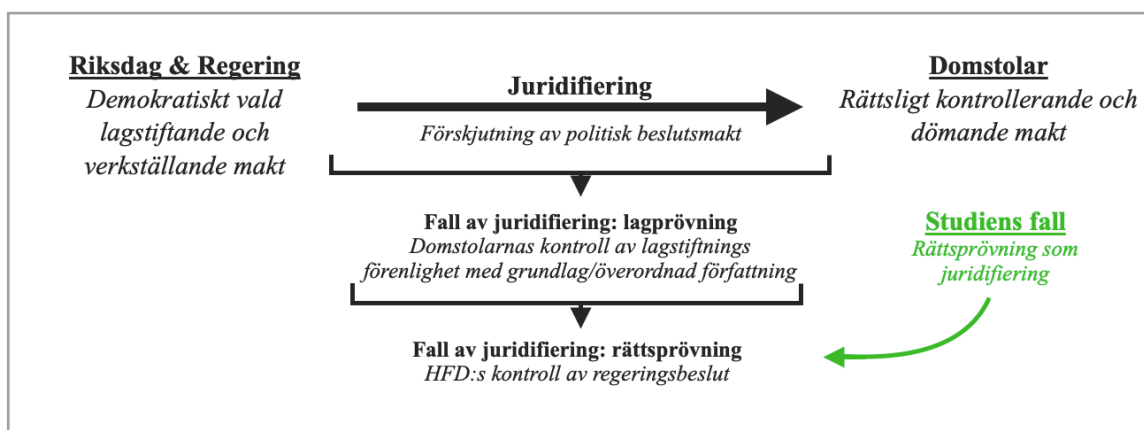 Riksdag & Regering
Demokratiskt vald
lagstiftande och
verkställande makt
Juridifiering
Förskjutning av politisk beslutsmakt
Domstolar
Rättsligt kontrollerande och
dömande makt
Fall av juridifiering: lagprövning
Domstolarnas kontroll av lagstiftnings
förenlighet med grundlag/överordnad författning
Studiens fall
Rättsprövning som
juridifiering
Fall av juridifiering: rättsprövning
HFD:s kontroll av regeringsbeslut